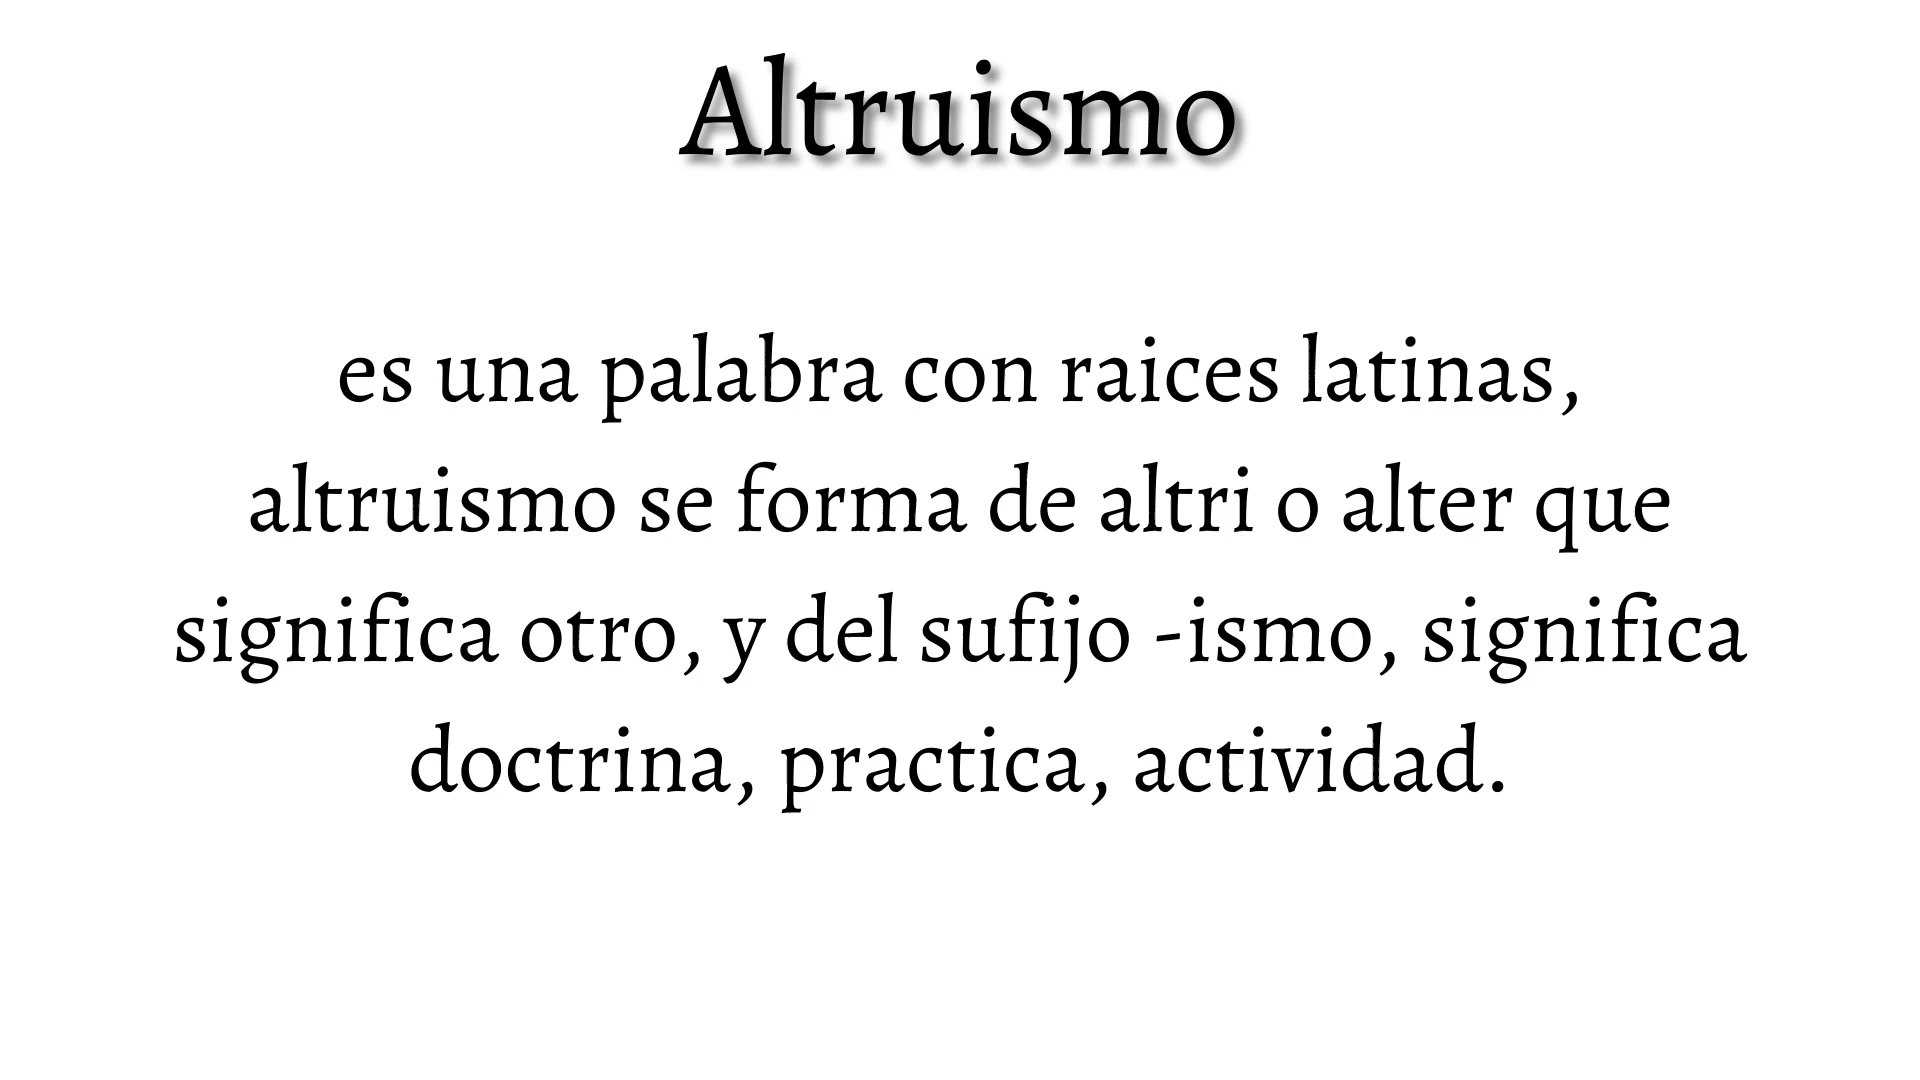 Altruismo
es una palabra con raices latinas,
altruismo se forma de altri o alter que
significa otro, y del sufijo -ismo, significa
doctrina, practica, actividad.